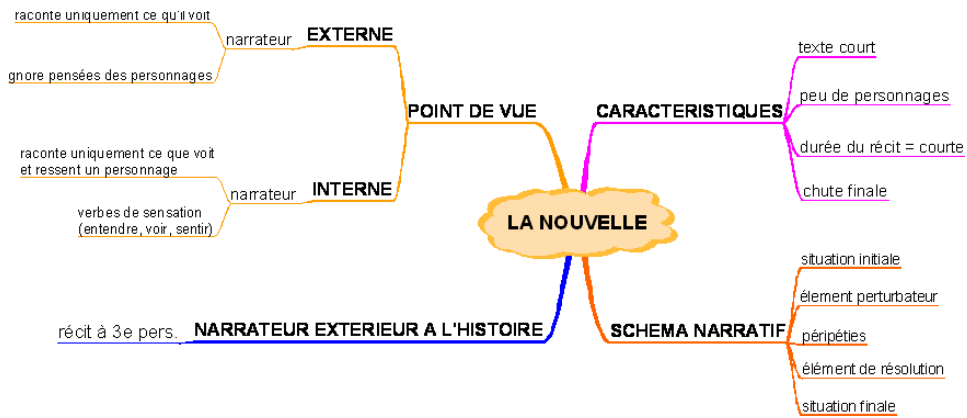 LA NOUVELLE
CARACTERISTIQUES
texte court
peu de personnages
durée du récit = courte
chute finale
SCHEMA NARRATIF
situation initiale
élement perturbateur
péripéties
élément de résolution
situation finale
NARRATEUR EXTERIEUR A L'HISTOIRE
récit à 3e pers.
POINT DE VUE
EXTERNE
narrateur
raconte uniquement ce qu'il voit
gnore pensées des personnages
INTERNE
narrateur
raconte uniquement ce que voit
et ressent un personnage
verbes de sensation
(entendre, voir, sentir)